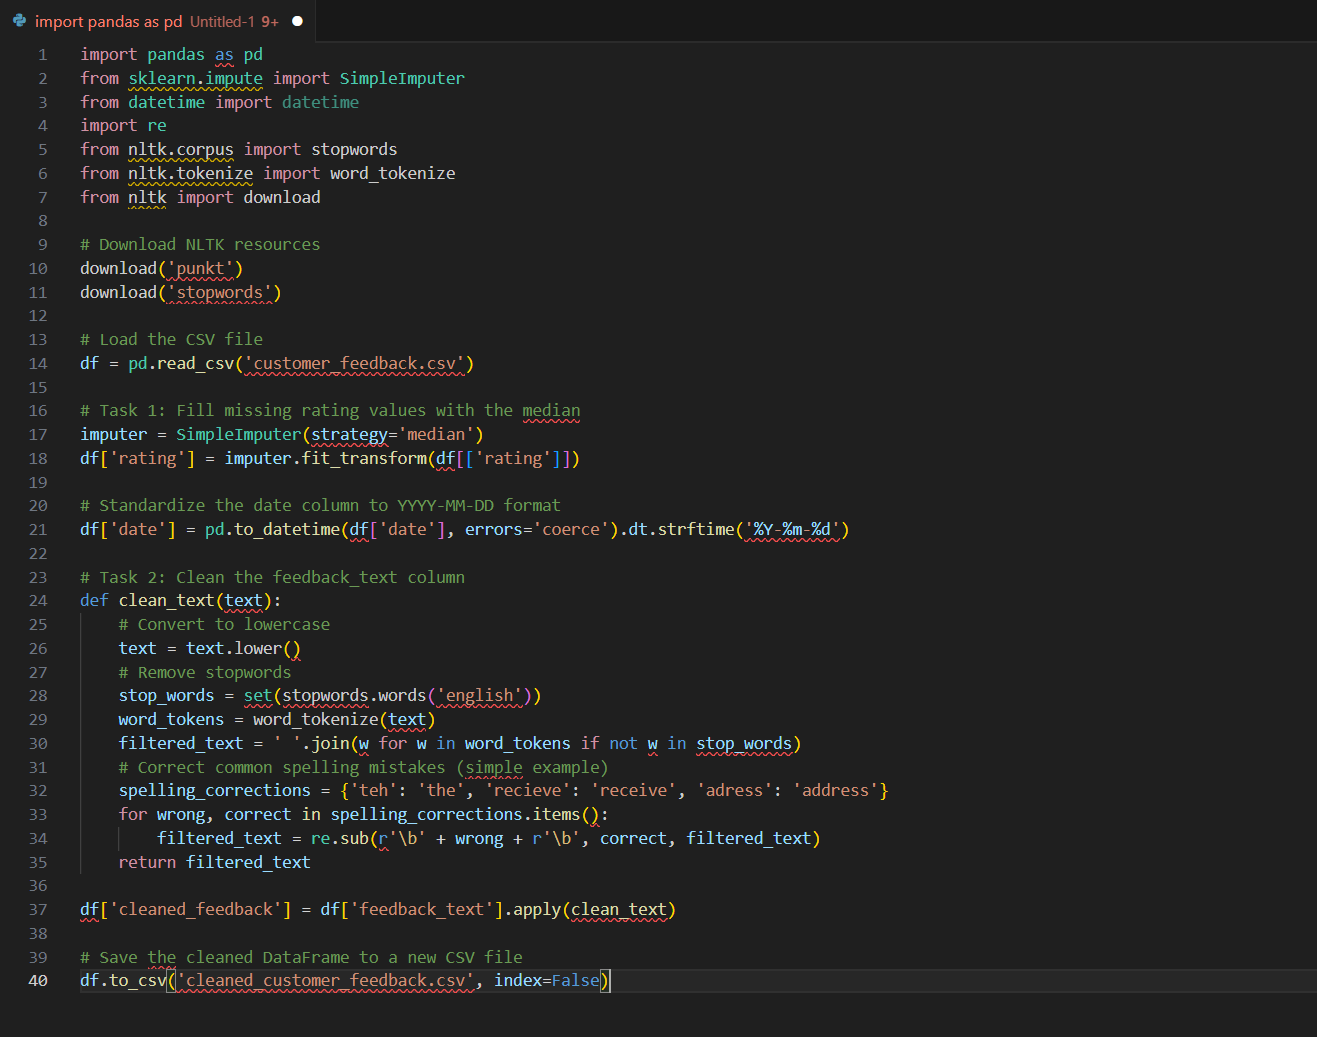 import pandas as pd Untitled-1 9+
1 import pandas as pd
2 from sklearn.impute import SimpleImputer
3 from datetime import datetime
4 import re
5 from nltk.corpus import stopwords
6 from nltk.tokenize import word_tokenize
7 from nltk import download
8
9 # Download NLTK resources
10 download('punkt')
11 download('stopwords')
12
13 # Load the CSV file
14 df = pd.read_csv('customer_feedback.csv')
15
16 # Task 1: Fill missing rating values with the median
17 imputer = SimpleImputer(strategy='median')
18 df['rating'] = imputer.fit_transform(df[['rating']])
19
20 # Standardize the date column to YYYY-MM-DD format
21 df['date'] = pd.to_datetime(df['date'], errors='coerce').dt.strftime('%Y-%m-%d')
22
23 # Task 2: Clean the feedback_text column
24 def clean_text(text):
25     # Convert to lowercase
26     text = text.lower()
27     # Remove stopwords
28     stop_words = set(stopwords.words('english'))
29     word_tokens = word_tokenize(text)
30     filtered_text = ' '.join(w for w in word_tokens if not w in stop_words)
31     # Correct common spelling mistakes (simple example)
32     spelling_corrections = {'teh': 'the', 'recieve': 'receive', 'adress': 'address'}
33     for wrong, correct in spelling_corrections.items():
34         filtered_text = re.sub(r'\b' + wrong + r'\b', correct, filtered_text)
35     return filtered_text
36
37 df['cleaned_feedback'] = df['feedback_text'].apply(clean_text)
38
39 # Save the cleaned DataFrame to a new CSV file
40 df.to_csv('cleaned_customer_feedback.csv', index=False)